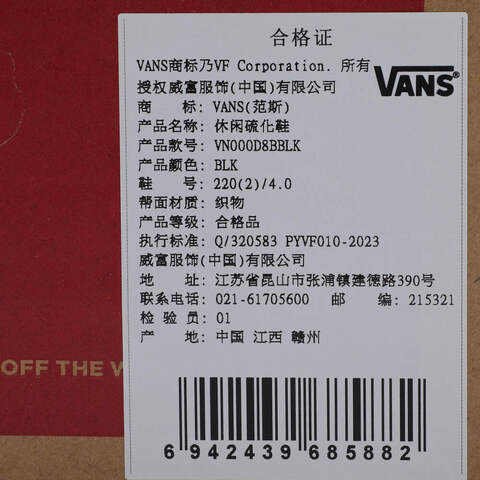 合格证
VANS商标乃VF Corporation. 所有
VANS®
授权威富服饰(中国)有限公司
商　　标: VANS(范斯)
产品名称: 休闲硫化鞋
产品款号: VN000D8BBLK
产品颜色: BLK
鞋　　号: 220(2)/4.0
帮面材质: 织物
产品等级: 合格品
执行标准: Q/320583 PYVF010-2023
威富服饰(中国)有限公司
地　　址: 江苏省昆山市张浦镇建德路390号
联系电话: 021-61705600　邮　　编: 215321
检 验 员: 01
产　　地: 中国 江西 赣州
OFF THE W
6 942439 685882